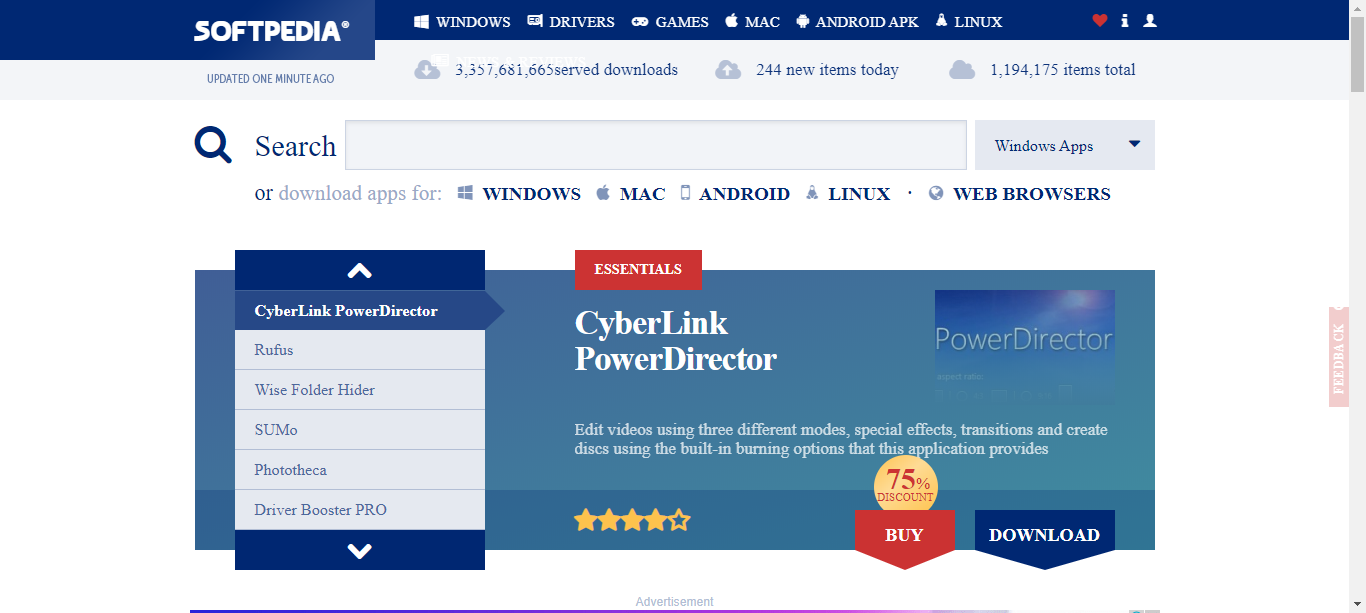 SOFTPEDIA®
WINDOWS DRIVERS GAMES MAC ANDROID APK LINUX
UPDATED ONE MINUTE AGO
3,357,681,665served downloads 244 new items today 1,194,175 items total
Search
Windows Apps
or download apps for: WINDOWS MAC ANDROID LINUX · WEB BROWSERS
CyberLink PowerDirector
Rufus
Wise Folder Hider
SUMo
Phototheca
Driver Booster PRO
ESSENTIALS
CyberLink
PowerDirector
PowerDirector
aspect ratio:
Edit videos using three different modes, special effects, transitions and create
discs using the built-in burning options that this application provides
75%
DISCOUNT
BUY
DOWNLOAD
FEEDBACK
Advertisement